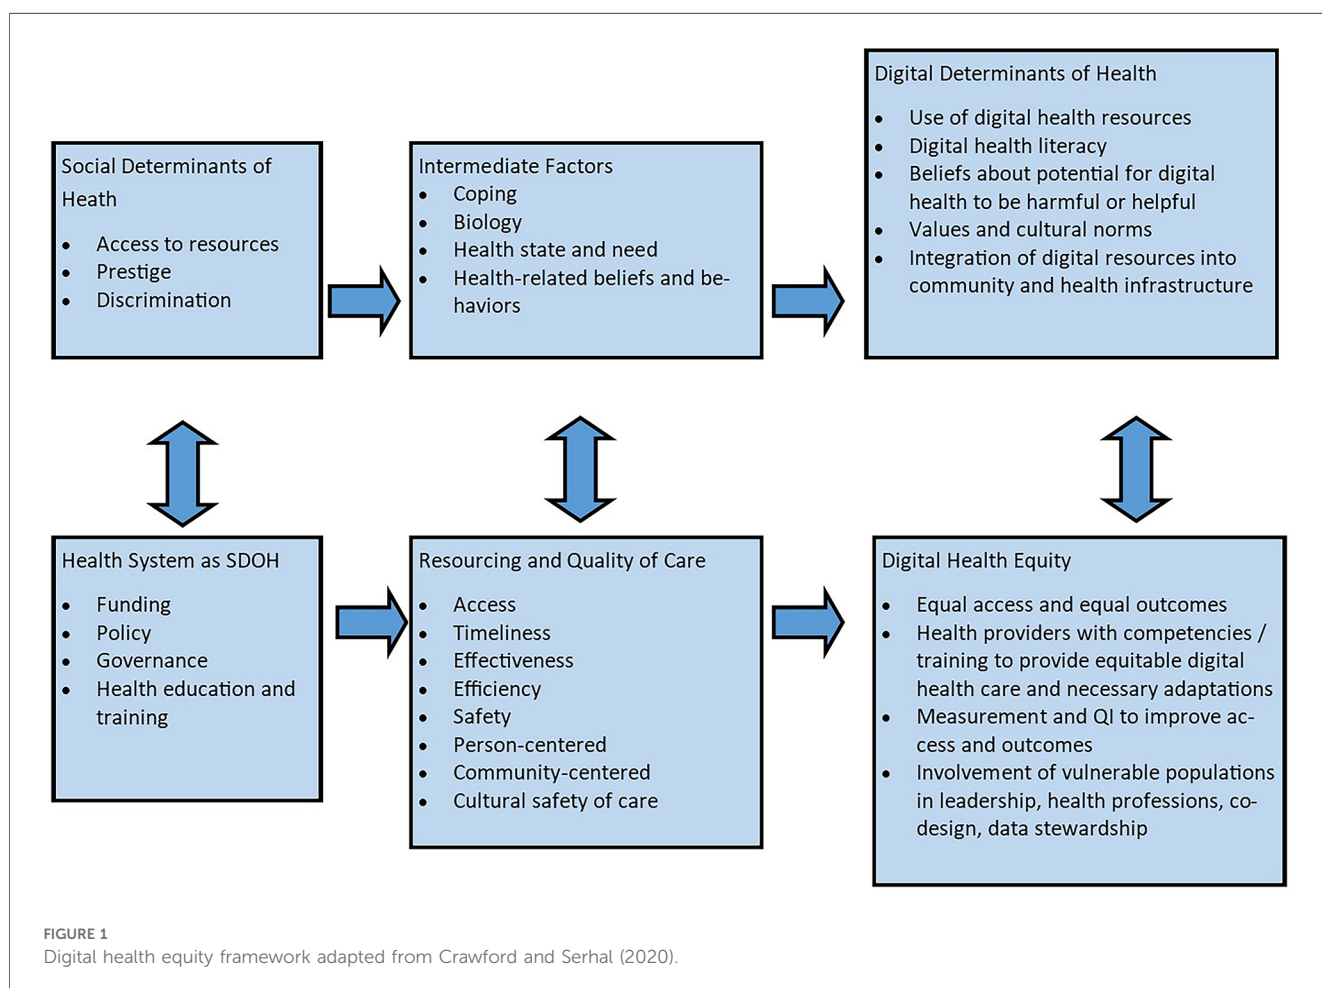 Social Determinants of
Heath
• Access to resources
• Prestige
• Discrimination
Intermediate Factors
• Coping
• Biology
• Health state and need
• Health-related beliefs and be-
haviors
Digital Determinants of Health
• Use of digital health resources
• Digital health literacy
• Beliefs about potential for digital
health to be harmful or helpful
• Values and cultural norms
• Integration of digital resources into
community and health infrastructure
Health System as SDOH
• Funding
• Policy
• Governance
• Health education and
training
Resourcing and Quality of Care
• Access
• Timeliness
• Effectiveness
• Efficiency
• Safety
• Person-centered
• Community-centered
• Cultural safety of care
Digital Health Equity
• Equal access and equal outcomes
• Health providers with competencies /
training to provide equitable digital
health care and necessary adaptations
• Measurement and QI to improve ac-
cess and outcomes
• Involvement of vulnerable populations
in leadership, health professions, co-
design, data stewardship
FIGURE 1
Digital health equity framework adapted from Crawford and Serhal (2020).